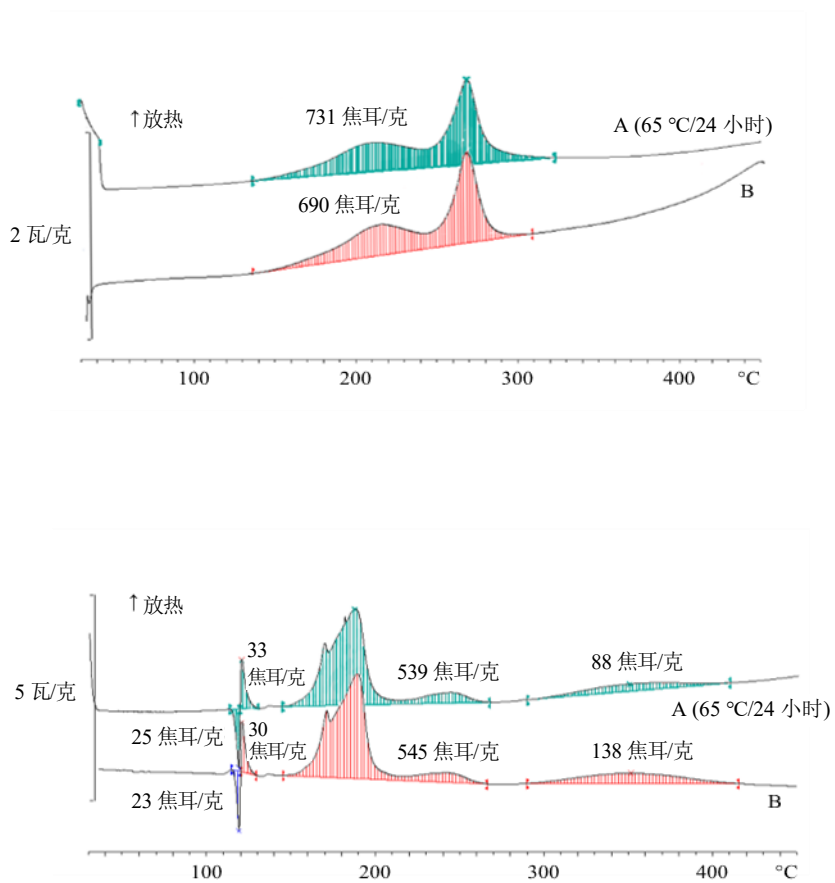 ↑放热
731 焦耳/克
A (65 °C/24 小时)
690 焦耳/克
B
2 瓦/克
100
200
300
400
°C
↑放热
33
焦耳/克
539 焦耳/克
88 焦耳/克
5 瓦/克
A (65 °C/24 小时)
25 焦耳/克
30
焦耳/克
545 焦耳/克
138 焦耳/克
23 焦耳/克
B
100
200
300
400
°C